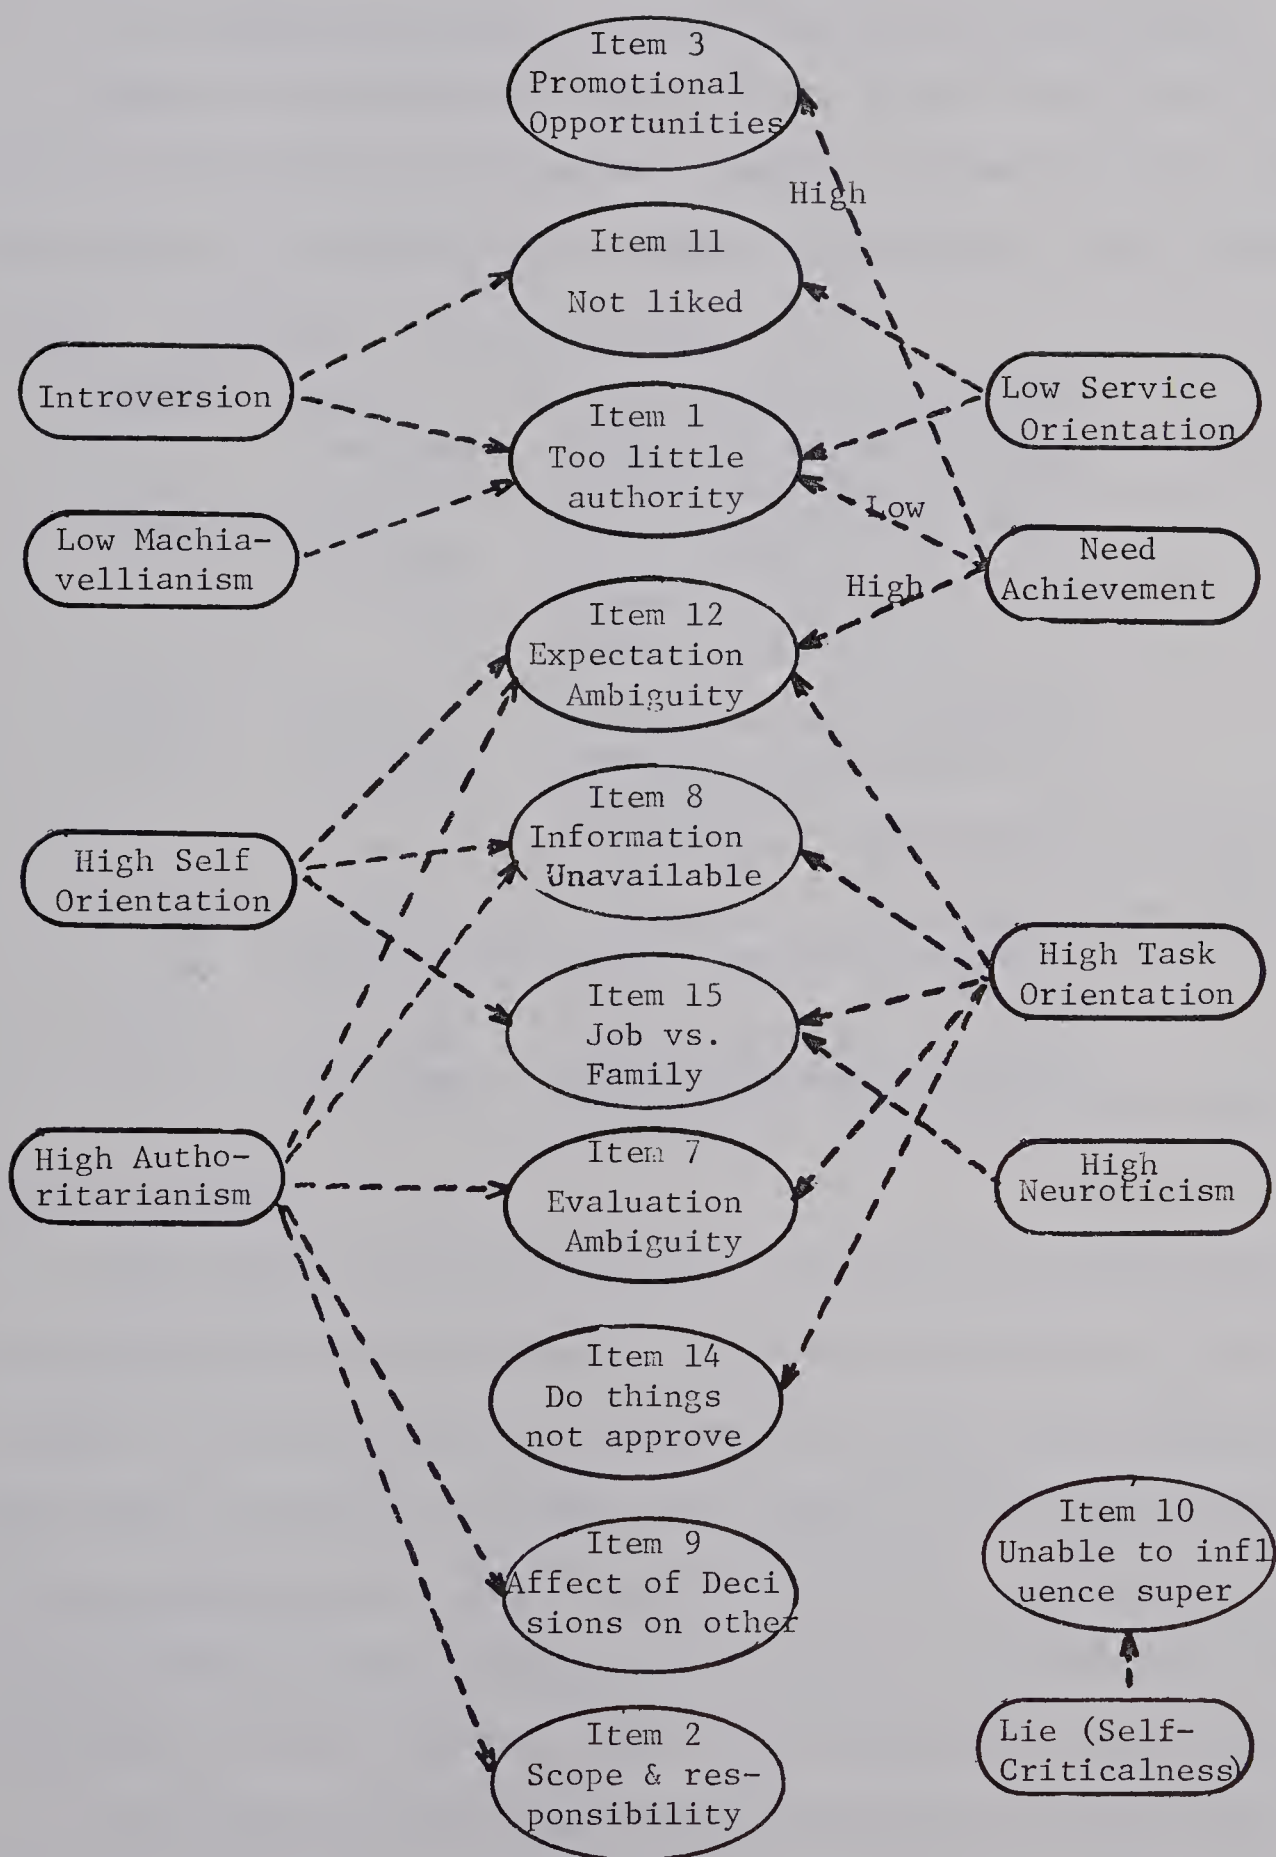 Item 3
Promotional
Opportunities
High
Item 11
Not liked
Introversion
Low Service
Orientation
Item 1
Too little
authority
Low
Low Machia-
vellianism
Need
Achievement
High
Item 12
Expectation
Ambiguity
Item 8
Information
Unavailable
High Self
Orientation
High Task
Orientation
Item 15
Job vs.
Family
High Autho-
ritarianism
Item 7
Evaluation
Ambiguity
High
Neuroticism
Item 14
Do things
not approve
Item 9
Affect of Deci
sions on other
Item 10
Unable to infl
uence super
Item 2
Scope & res-
ponsibility
Lie (Self-
Criticalness)